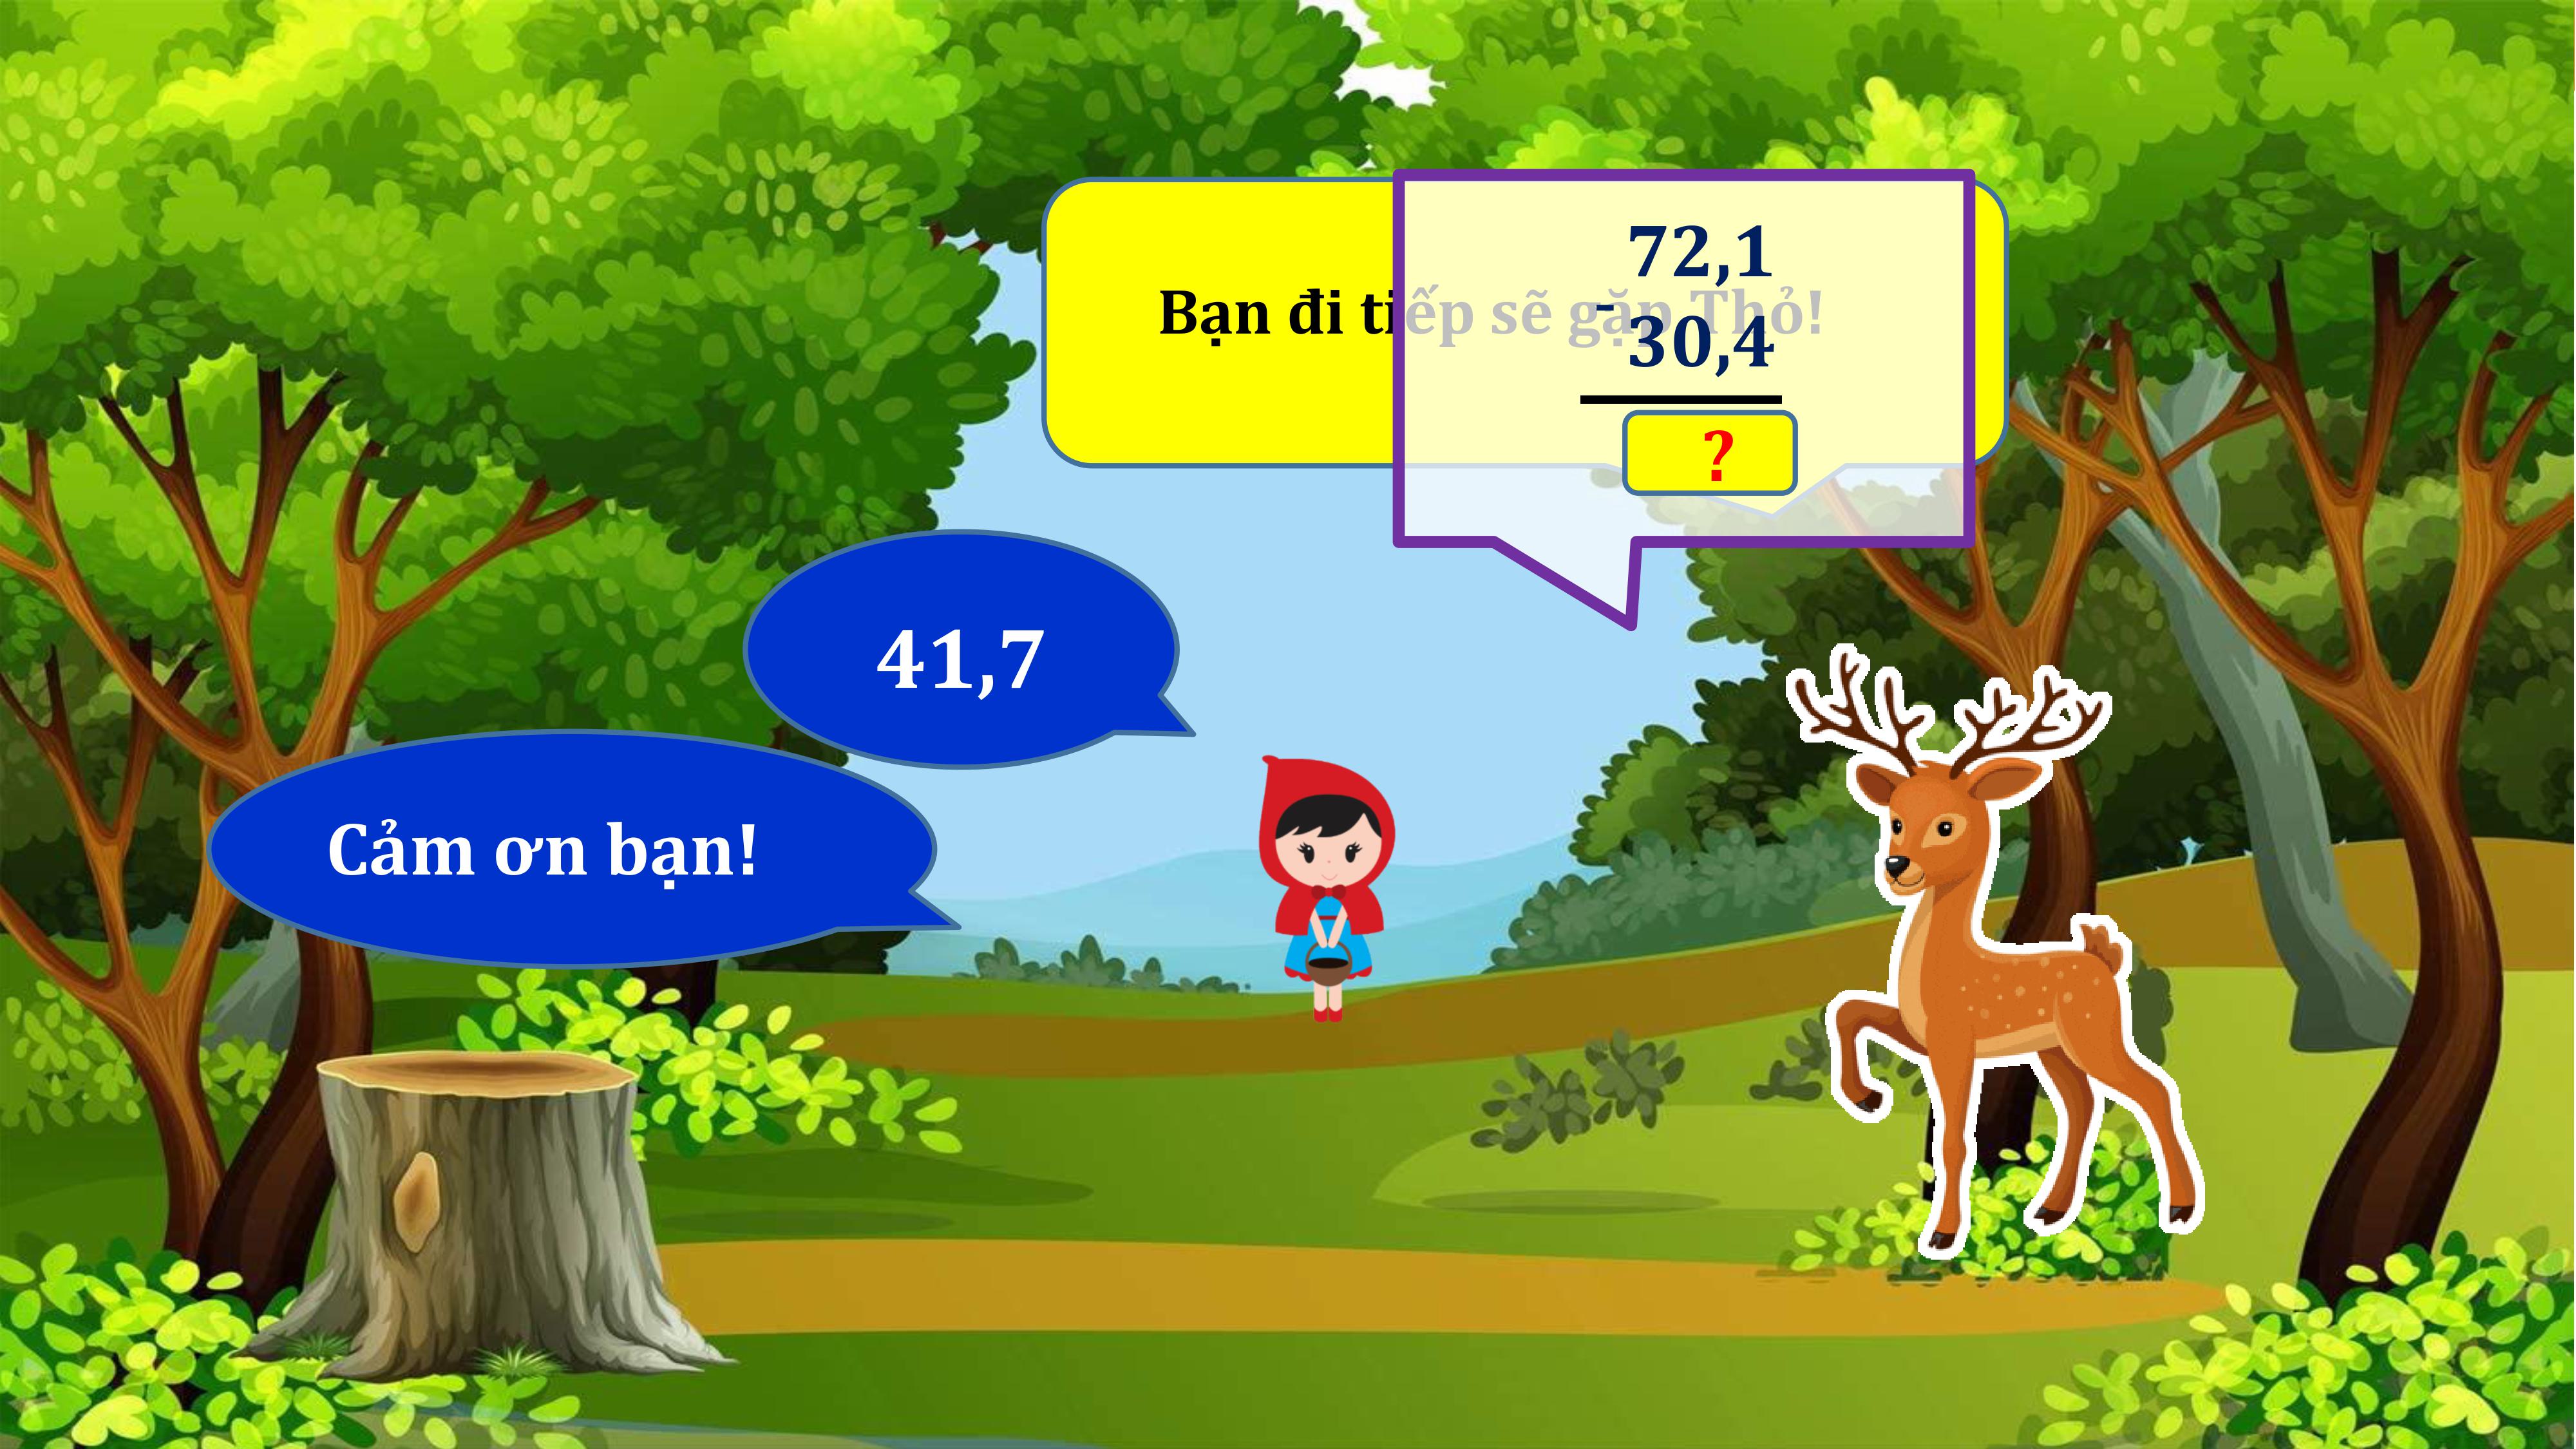 72,1
-
30,4
?
Bạn đi tiếp sẽ gặp Thỏ!
41,7
Cảm ơn bạn!